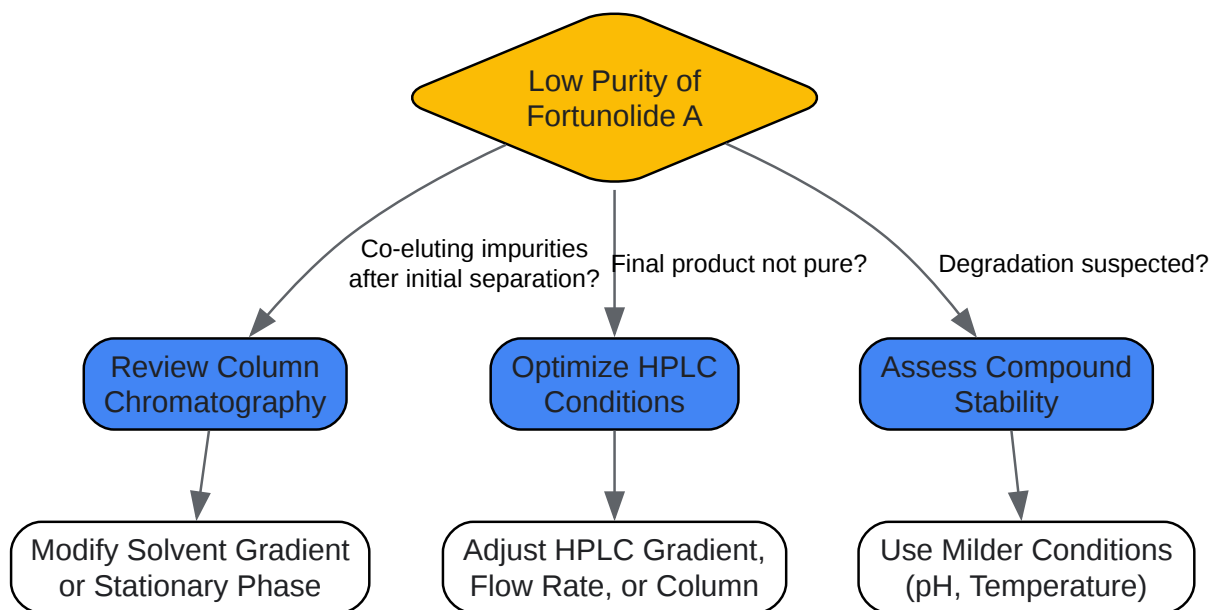 Low Purity of
Fortunolide A
Co-eluting impurities
after initial separation?
Final product not pure?
Degradation suspected?
Review Column
Chromatography
Optimize HPLC
Conditions
Assess Compound
Stability
Modify Solvent Gradient
or Stationary Phase
Adjust HPLC Gradient,
Flow Rate, or Column
Use Milder Conditions
(pH, Temperature)